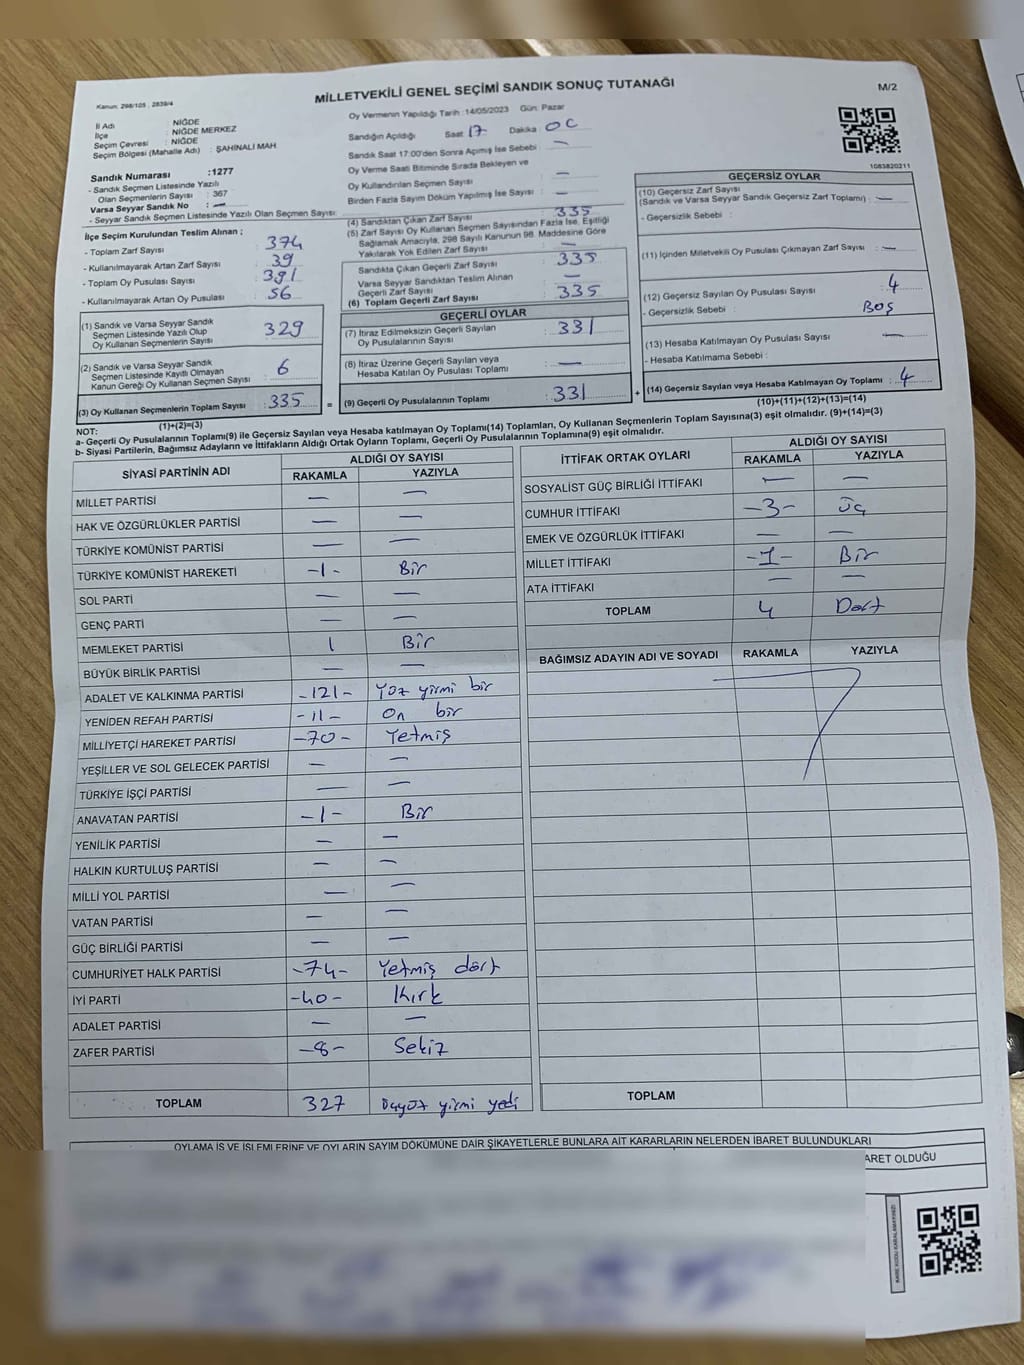 Kanun: 298/105 ; 2839/4
MİLLETVEKİLİ GENEL SEÇİMİ SANDIK SONUÇ TUTANAĞI
M/2
İl Adı : NİĞDE
İlçe : NİĞDE MERKEZ
Seçim Çevresi : NİĞDE
Seçim Bölgesi (Mahalle Adı) : ŞAHİNALİ MAH.
Sandık Numarası :1277
- Sandık Seçmen Listesinde Yazılı
Olan Seçmenlerin Sayısı : 367
Varsa Seyyar Sandık No : —
- Seyyar Sandık Seçmen Listesinde Yazılı Olan Seçmen Sayısı:
İlçe Seçim Kurulundan Teslim Alınan ;
- Toplam Zarf Sayısı : 374
- Kullanılmayarak Artan Zarf Sayısı : 39
- Toplam Oy Pusulası Sayısı : 391
- Kullanılmayarak Artan Oy Pusulası : 56
(1) Sandık ve Varsa Seyyar Sandık
Seçmen Listesinde Yazılı Olup
Oy Kullanan Seçmenlerin Sayısı : 329
(2) Sandık ve Varsa Seyyar Sandık
Seçmen Listesinde Kayıtlı Olmayan
Kanun Gereği Oy Kullanan Seçmen Sayısı : 6
(3) Oy Kullanan Seçmenlerin Toplam Sayısı : 335
(1)+(2)=(3)
Oy Vermenin Yapıldığı Tarih :14/05/2023 Gün: Pazar
Sandığın Açıldığı Saat 17 Dakika 00
Sandık Saat 17:00'den Sonra Açımış İse Sebebi : —
Oy Verme Saati Bitiminde Sırada Bekleyen ve
Oy Kullandırılan Seçmen Sayısı : —
Birden Fazla Sayım Döküm Yapılmış İse Sayısı : —
(4) Sandıktan Çıkan Zarf Sayısı : 335
(5) Zarf Sayısı Oy Kullanan Seçmen Sayısından Fazla İse, Eşitliği
Sağlamak Amacıyla, 298 Sayılı Kanunun 98. Maddesine Göre
Yakılarak Yok Edilen Zarf Sayısı : —
Sandıkta Çıkan Geçerli Zarf Sayısı : 335
Varsa Seyyar Sandıktan Teslim Alınan
Geçerli Zarf Sayısı : —
(6) Toplam Geçerli Zarf Sayısı : 335
GEÇERLİ OYLAR
(7) İtiraz Edilmeksizin Geçerli Sayılan
Oy Pusulalarının Sayısı : 331
(8) İtiraz Üzerine Geçerli Sayılan veya
Hesaba Katılan Oy Pusulası Toplamı : —
= (9) Geçerli Oy Pusulalarının Toplamı : 331 +
1083820211
GEÇERSİZ OYLAR
(10) Geçersiz Zarf Sayısı
(Sandık ve Varsa Seyyar Sandık Geçersiz Zarf Toplamı) : —
- Geçersizlik Sebebi :
(11) İçinden Milletvekili Oy Pusulası Çıkmayan Zarf Sayısı : —
(12) Geçersiz Sayılan Oy Pusulası Sayısı : 4
- Geçersizlik Sebebi : Boş
(13) Hesaba Katılmayan Oy Pusulası Sayısı : —
- Hesaba Katılmama Sebebi :
(14) Geçersiz Sayılan veya Hesaba Katılmayan Oy Toplamı : 4
(10)+(11)+(12)+(13)=(14)
NOT:
a- Geçerli Oy Pusulalarının Toplamı(9) ile Geçersiz Sayılan veya Hesaba katılmayan Oy Toplamı(14) Toplamları, Oy Kullanan Seçmenlerin Toplam Sayısına(3) eşit olmalıdır. (9)+(14)=(3)
b- Siyasi Partilerin, Bağımsız Adayların ve İttifakların Aldığı Ortak Oyların Toplamı, Geçerli Oy Pusulalarının Toplamına(9) eşit olmalıdır.
SİYASİ PARTİNİN ADI ALDIĞI OY SAYISI
RAKAMLA YAZIYLA
MİLLET PARTİSİ — —
HAK VE ÖZGÜRLÜKLER PARTİSİ — —
TÜRKİYE KOMÜNİST PARTİSİ — —
TÜRKİYE KOMÜNİST HAREKETİ -1- Bir
SOL PARTİ — —
GENÇ PARTİ — —
MEMLEKET PARTİSİ 1 Bir
BÜYÜK BİRLİK PARTİSİ — —
ADALET VE KALKINMA PARTİSİ -121- Yüz yirmi bir
YENİDEN REFAH PARTİSİ -11- On bir
MİLLİYETÇİ HAREKET PARTİSİ -70- Yetmiş
YEŞİLLER VE SOL GELECEK PARTİSİ — —
TÜRKİYE İŞÇİ PARTİSİ — —
ANAVATAN PARTİSİ -1- Bir
YENİLİK PARTİSİ — —
HALKIN KURTULUŞ PARTİSİ — —
MİLLİ YOL PARTİSİ — —
VATAN PARTİSİ — —
GÜÇ BİRLİĞİ PARTİSİ — —
CUMHURİYET HALK PARTİSİ -74- Yetmiş dört
İYİ PARTİ -40- Kırk
ADALET PARTİSİ — —
ZAFER PARTİSİ -8- Sekiz
TOPLAM 327 Üçyüz yirmi yedi
İTTİFAK ORTAK OYLARI ALDIĞI OY SAYISI
RAKAMLA YAZIYLA
SOSYALİST GÜÇ BİRLİĞİ İTTİFAKI — —
CUMHUR İTTİFAKI -3- Üç
EMEK VE ÖZGÜRLÜK İTTİFAKI — —
MİLLET İTTİFAKI -1- Bir
ATA İTTİFAKI — —
TOPLAM 4 Dört
BAĞIMSIZ ADAYIN ADI VE SOYADI RAKAMLA YAZIYLA
TOPLAM
OYLAMA İŞ VE İŞLEMLERİNE VE OYLARIN SAYIM DÖKÜMÜNE DAİR ŞİKAYETLERLE BUNLARA AİT KARARLARIN NELERDEN İBARET BULUNDUKLARI
ARET OLDUĞU
KARE KODU KARALAMAYINIZ!